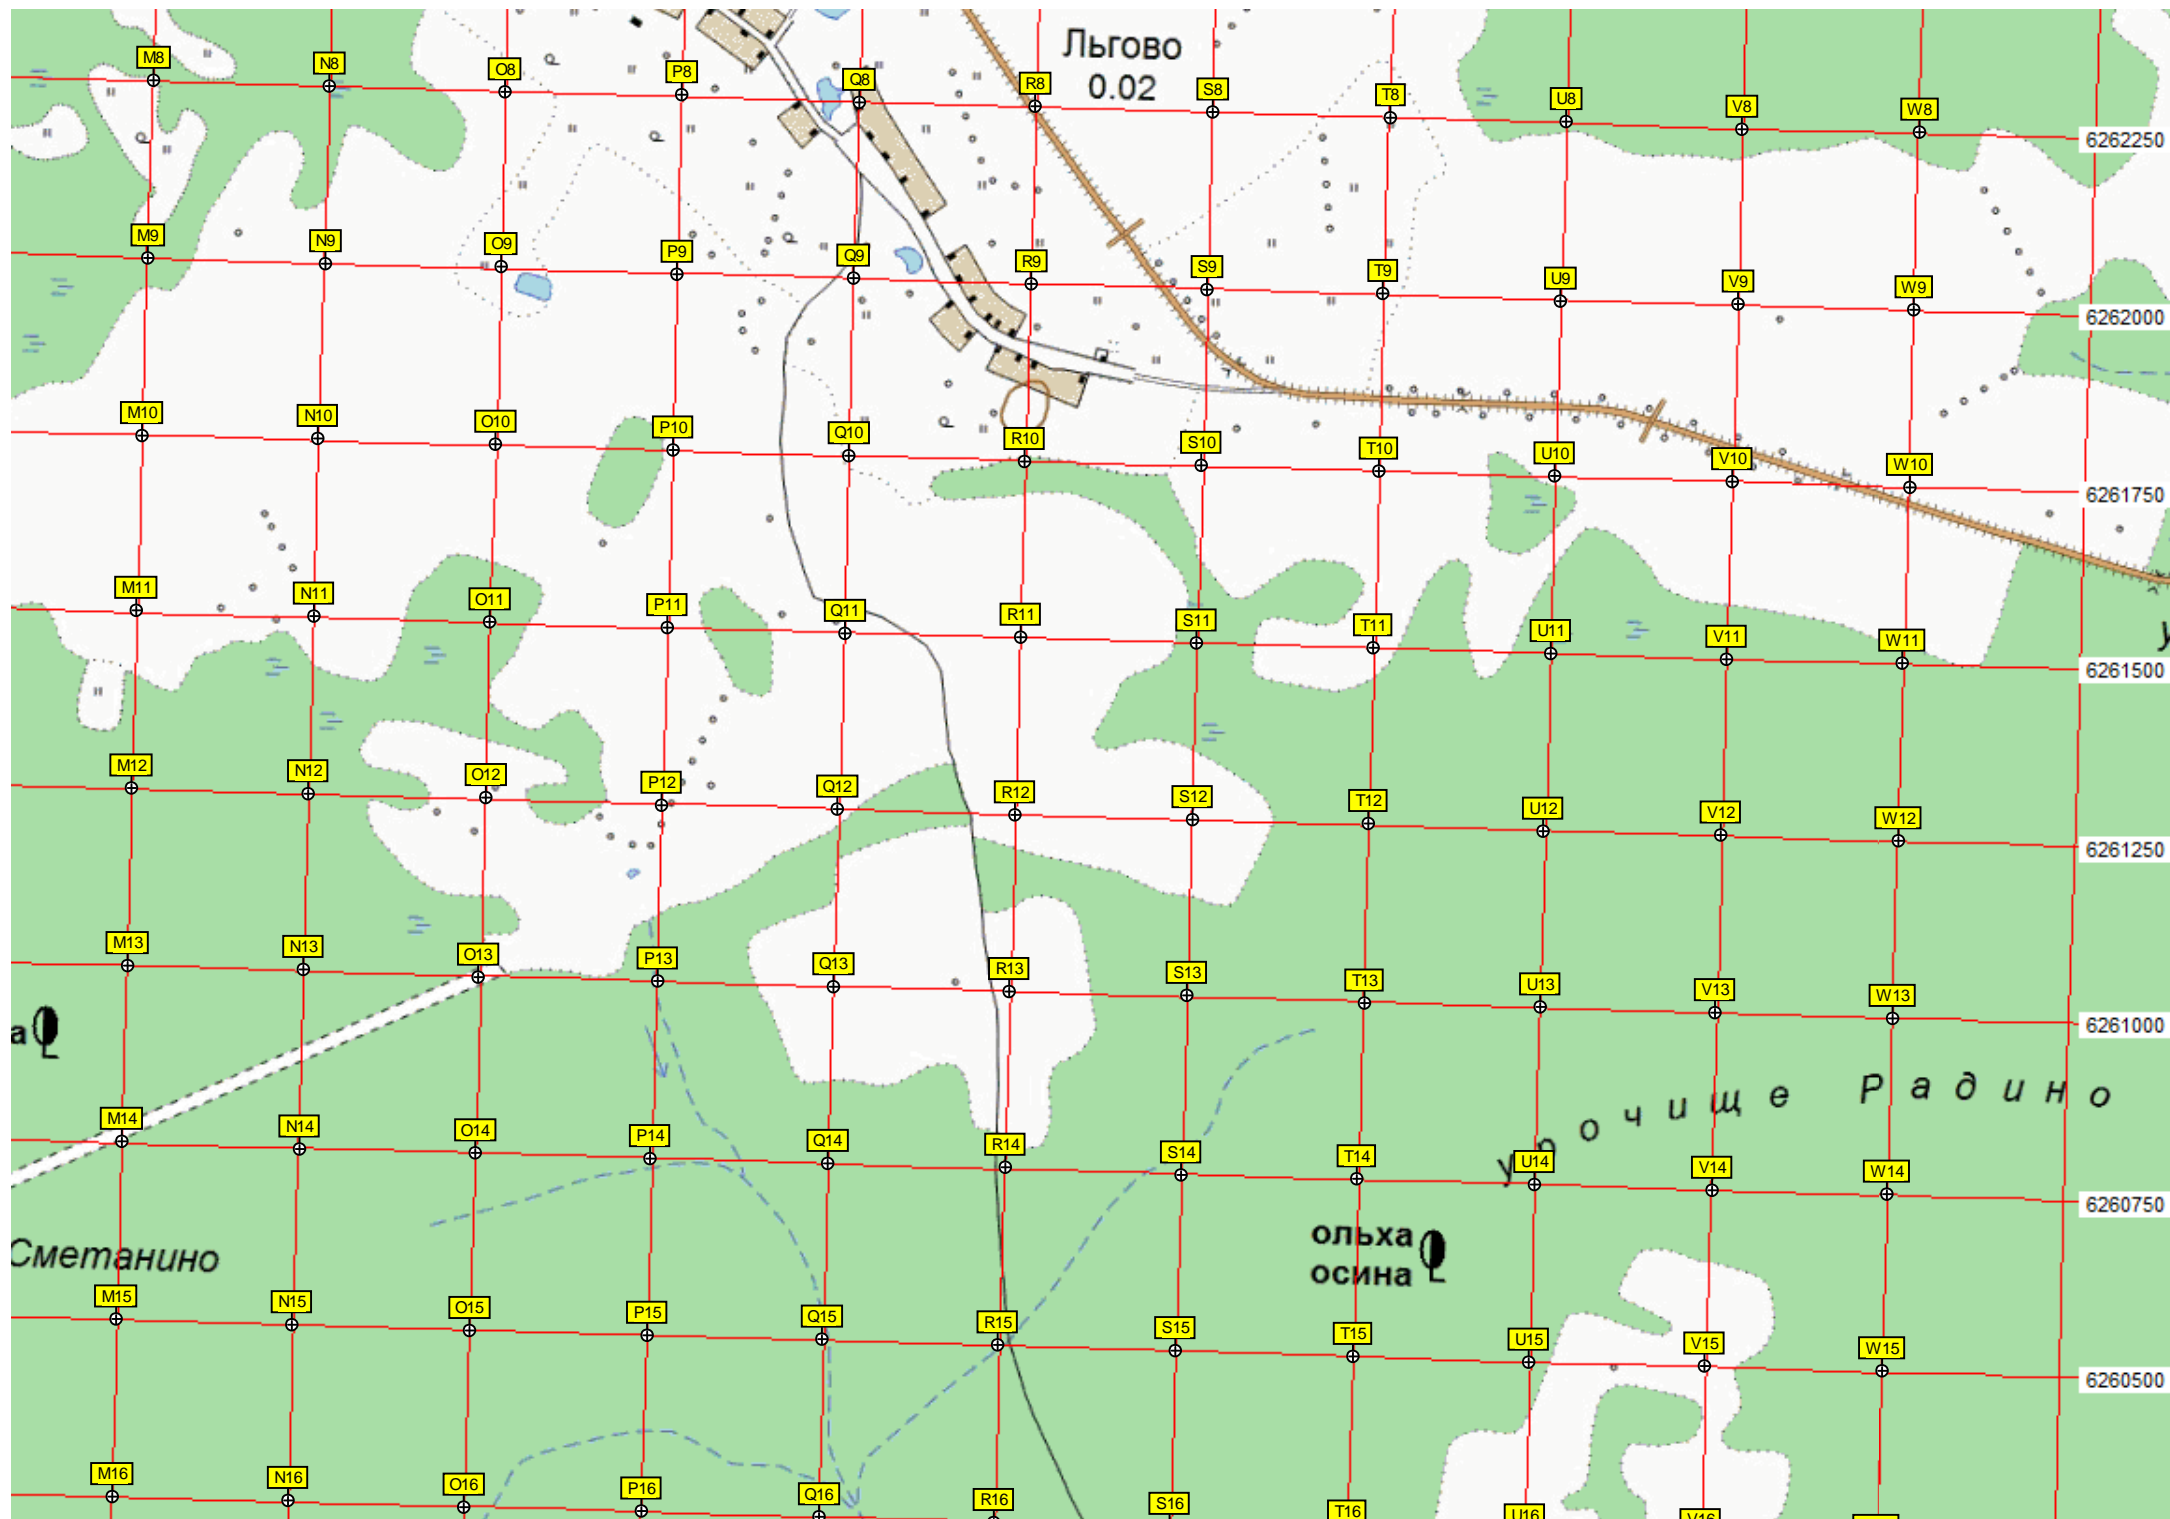 Льгово
0.02
M8 N8 O8 P8 Q8 R8 S8 T8 U8 V8 W8
6262250
M9 N9 O9 P9 Q9 R9 S9 T9 U9 V9 W9
6262000
M10 N10 O10 P10 Q10 R10 S10 T10 U10 V10 W10
6261750
M11 N11 O11 P11 Q11 R11 S11 T11 U11 V11 W11
6261500
M12 N12 O12 P12 Q12 R12 S12 T12 U12 V12 W12
6261250
M13 N13 O13 P13 Q13 R13 S13 T13 U13 V13 W13
6261000
а
урочище Радино
M14 N14 O14 P14 Q14 R14 S14 T14 U14 V14 W14
6260750
Сметанино
ольха
осина
M15 N15 O15 P15 Q15 R15 S15 T15 U15 V15 W15
6260500
M16 N16 O16 P16 Q16 R16 S16 T16 U16 V16